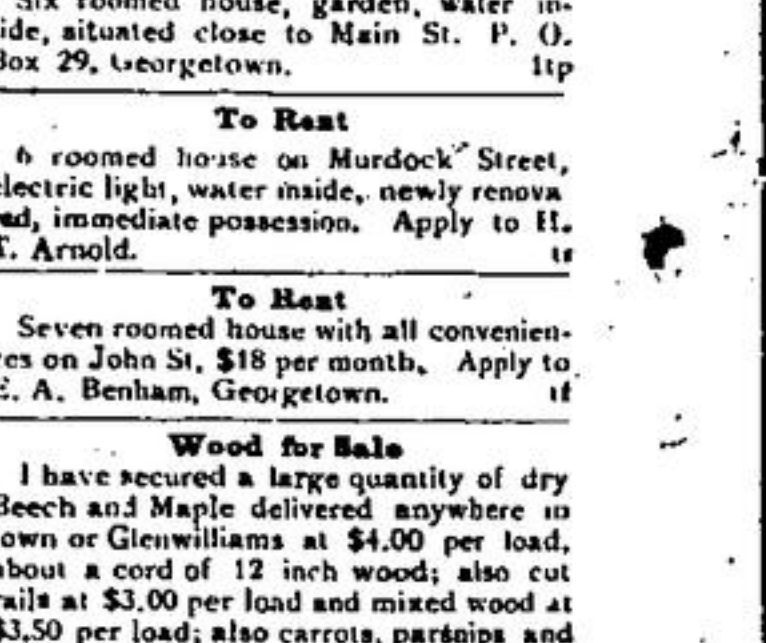 Six roomed house, garden, water in-
ide, situated close to Main St. P. O.
Box 29, Georgetown. 1tp
To Rent
6 roomed house on Murdock Street,
electric light, water inside, newly renova
ed, immediate possession. Apply to H.
T. Arnold. tf
To Rent
Seven roomed house with all convenien-
ces on John St, $18 per month, Apply to
E. A. Benham, Georgetown. tf
Wood for Sale
I have secured a large quantity of dry
Beech and Maple delivered anywhere in
own or Glenwilliams at $4.00 per load,
about a cord of 12 inch wood; also cut
rails at $3.00 per load and mixed wood at
$3.50 per load; also carrots, parsnips and